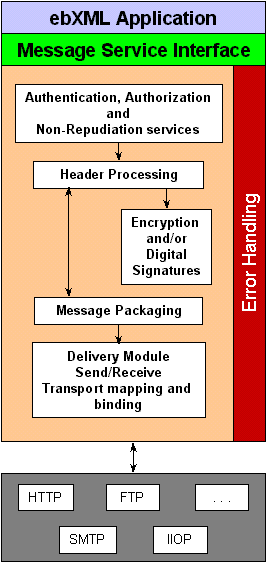 ebXML Application
Message Service Interface
Authentication, Authorization
and
Non-Repudiation services
Header Processing
Encryption
and/or
Digital
Signatures
Message Packaging
Delivery Module
Send/Receive
Transport mapping and
binding
Error Handling
HTTP
FTP
. . .
SMTP
IIOP